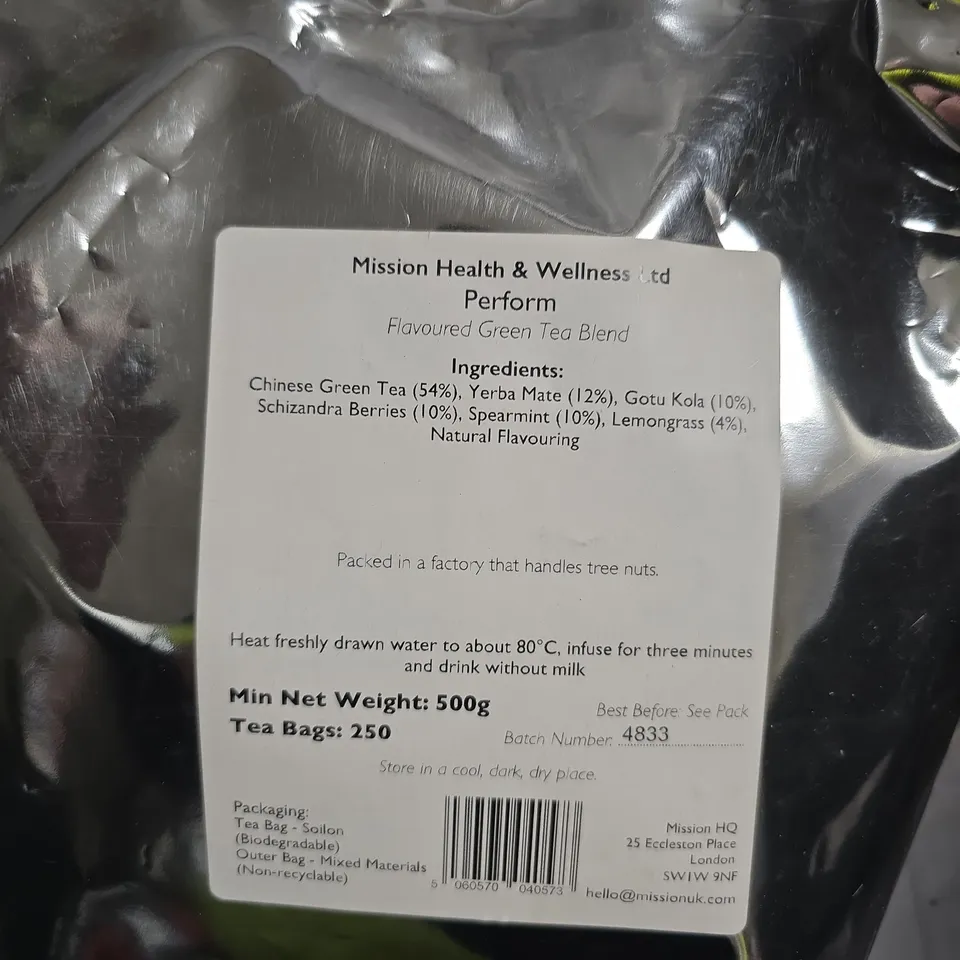 Mission Health & Wellness Ltd
Perform
Flavoured Green Tea Blend
Ingredients:
Chinese Green Tea (54%), Yerba Mate (12%), Gotu Kola (10%),
Schizandra Berries (10%), Spearmint (10%), Lemongrass (4%),
Natural Flavouring
Packed in a factory that handles tree nuts.
Heat freshly drawn water to about 80°C, infuse for three minutes
and drink without milk
Min Net Weight: 500g
Best Before: See Pack
Tea Bags: 250
Batch Number: 4833
Store in a cool, dark, dry place.
Packaging:
Tea Bag - Soilon
(Biodegradable)
Outer Bag - Mixed Materials
(Non-recyclable)
5 060570 040573
Mission HQ
25 Eccleston Place
London
SW1W 9NF
hello@missionuk.com